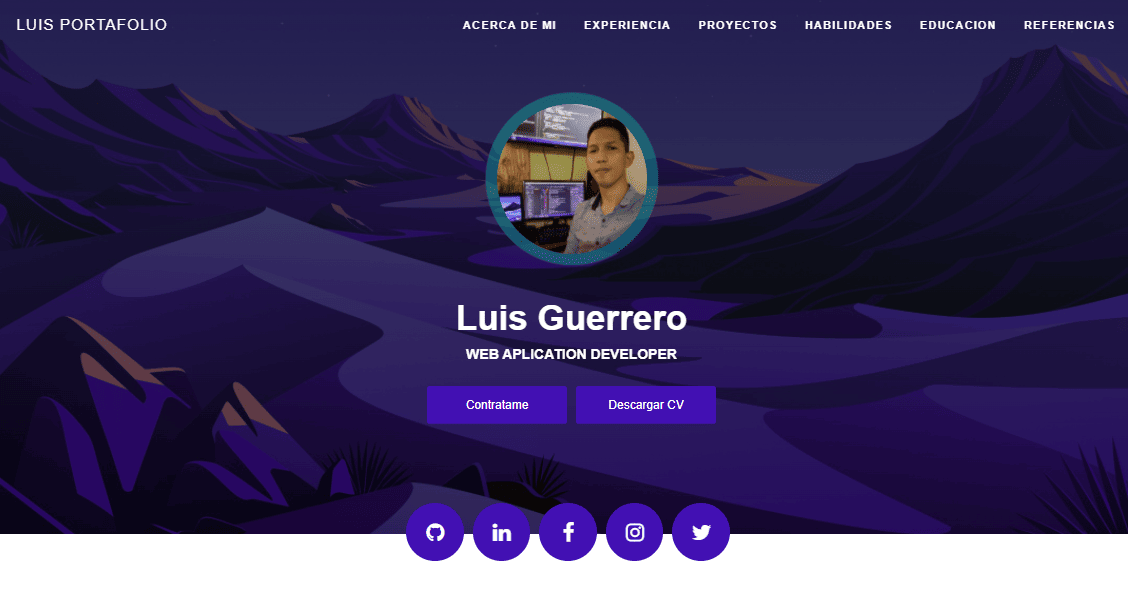 LUIS PORTAFOLIO ACERCA DE MI EXPERIENCIA PROYECTOS HABILIDADES EDUCACION REFERENCIAS
Luis Guerrero
WEB APLICATION DEVELOPER
Contratame Descargar CV